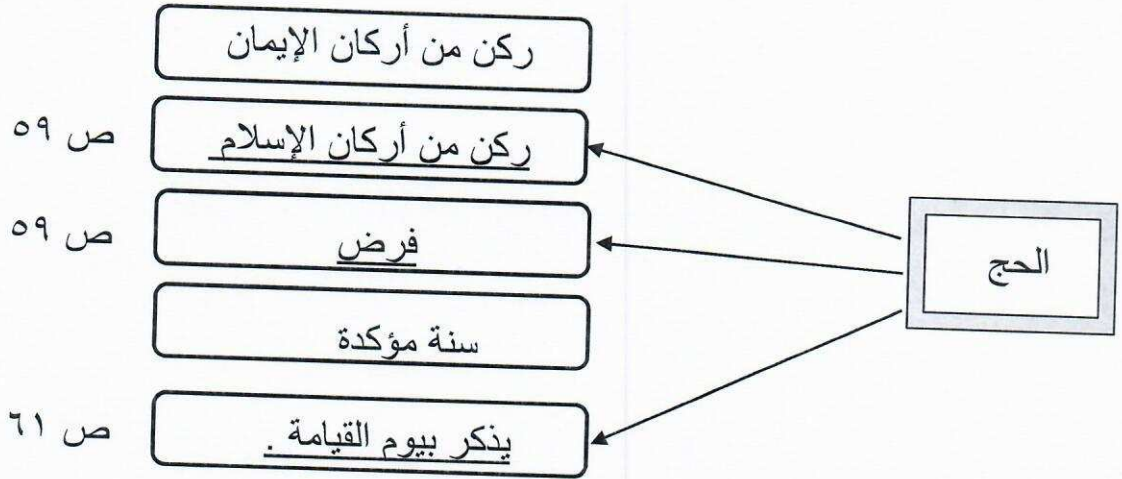 ركن من أركان الإيمان
ركن من أركان الإسلام
ص ٥٩
فرض
ص ٥٩
الحج
سنة مؤكدة
يذكر بيوم القيامة .
ص ٦١